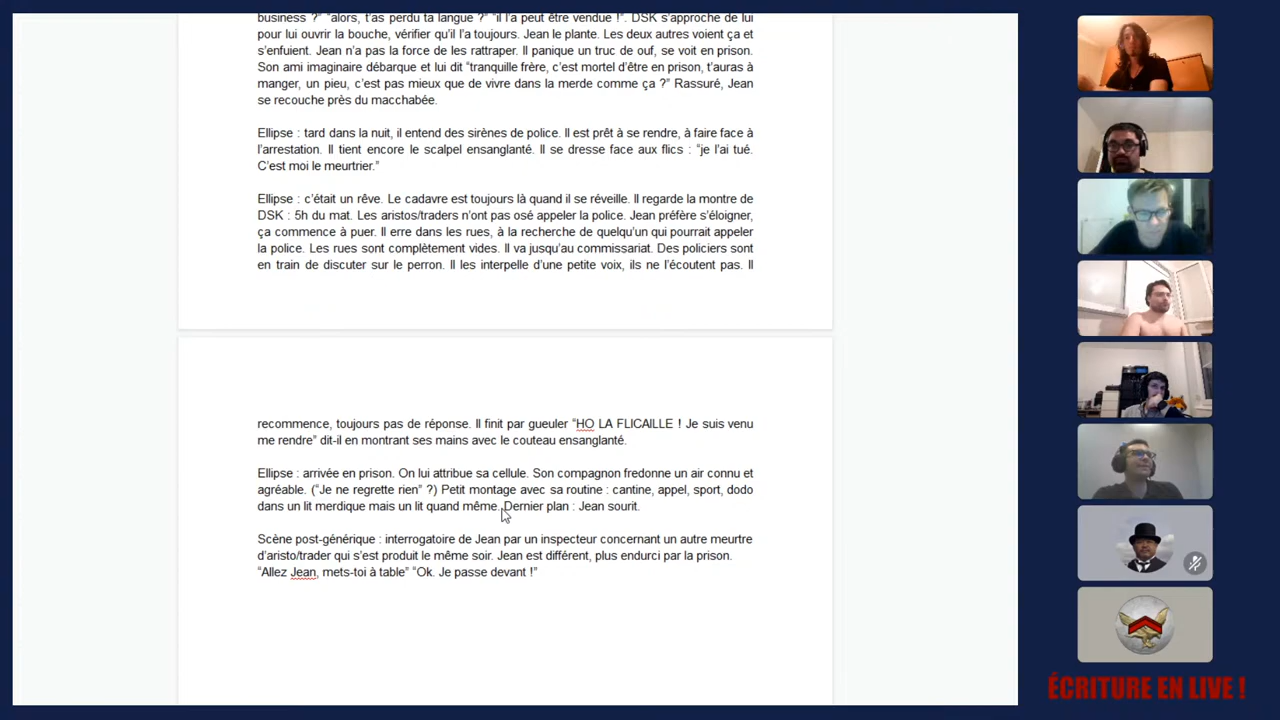 business ?” “alors, t’as perdu ta langue ?” “il l’a peut être vendue !”. DSK s’approche de lui
pour lui ouvrir la bouche, vérifier qu’il l’a toujours. Jean le plante. Les deux autres voient ça et
s’enfuient. Jean n’a pas la force de les rattraper. Il panique un truc de ouf, se voit en prison.
Son ami imaginaire débarque et lui dit “tranquille frère, c’est mortel d’être en prison, t’auras à
manger, un pieu, c’est pas mieux que de vivre dans la merde comme ça ?” Rassuré, Jean
se recouche près du macchabée.
Ellipse : tard dans la nuit, il entend des sirènes de police. Il est prêt à se rendre, à faire face à
l’arrestation. Il tient encore le scalpel ensanglanté. Il se dresse face aux flics : “je l’ai tué.
C’est moi le meurtrier.”
Ellipse : c’était un rêve. Le cadavre est toujours là quand il se réveille. Il regarde la montre de
DSK : 5h du mat. Les aristos/traders n’ont pas osé appeler la police. Jean préfère s’éloigner,
ça commence à puer. Il erre dans les rues, à la recherche de quelqu’un qui pourrait appeler
la police. Les rues sont complètement vides. Il va jusqu’au commissariat. Des policiers sont
en train de discuter sur le perron. Il les interpelle d’une petite voix, ils ne l’écoutent pas. Il
recommence, toujours pas de réponse. Il finit par gueuler “HO LA FLICAILLE ! Je suis venu
me rendre” dit-il en montrant ses mains avec le couteau ensanglanté.
Ellipse : arrivée en prison. On lui attribue sa cellule. Son compagnon fredonne un air connu et
agréable. (“Je ne regrette rien” ?) Petit montage avec sa routine : cantine, appel, sport, dodo
dans un lit merdique mais un lit quand même. Dernier plan : Jean sourit.
Scène post-générique : interrogatoire de Jean par un inspecteur concernant un autre meurtre
d’aristo/trader qui s’est produit le même soir. Jean est différent, plus endurci par la prison.
“Allez Jean, mets-toi à table” “Ok. Je passe devant !”
ÉCRITURE EN LIVE !